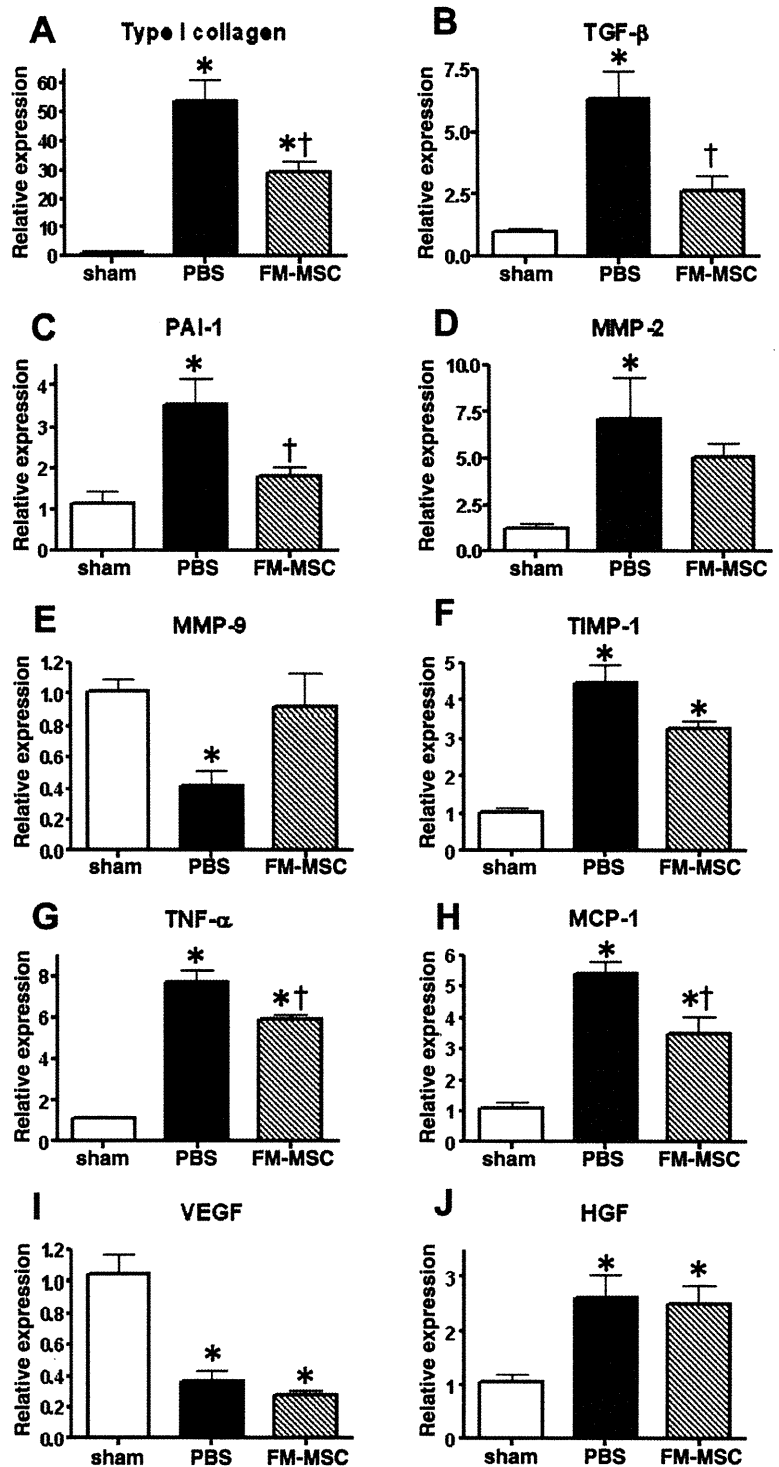 A Type I collagen
Relative expression
60
50
40
30
20
10
0
*
*†
sham PBS FM-MSC
B TGF-β
Relative expression
7.5
5.0
2.5
0.0
*
†
sham PBS FM-MSC
C PAI-1
Relative expression
4
3
2
1
0
*
†
sham PBS FM-MSC
D MMP-2
Relative expression
10.0
7.5
5.0
2.5
0.0
*
sham PBS FM-MSC
E MMP-9
Relative expression
1.2
1.0
0.8
0.6
0.4
0.2
0.0
*
sham PBS FM-MSC
F TIMP-1
Relative expression
5
4
3
2
1
0
*
*
sham PBS FM-MSC
G TNF-α
Relative expression
8
6
4
2
0
*
*†
sham PBS FM-MSC
H MCP-1
Relative expression
6
5
4
3
2
1
0
*
*†
sham PBS FM-MSC
I VEGF
Relative expression
1.2
1.0
0.8
0.6
0.4
0.2
0.0
*
*
sham PBS FM-MSC
J HGF
Relative expression
3
2
1
0
*
*
sham PBS FM-MSC